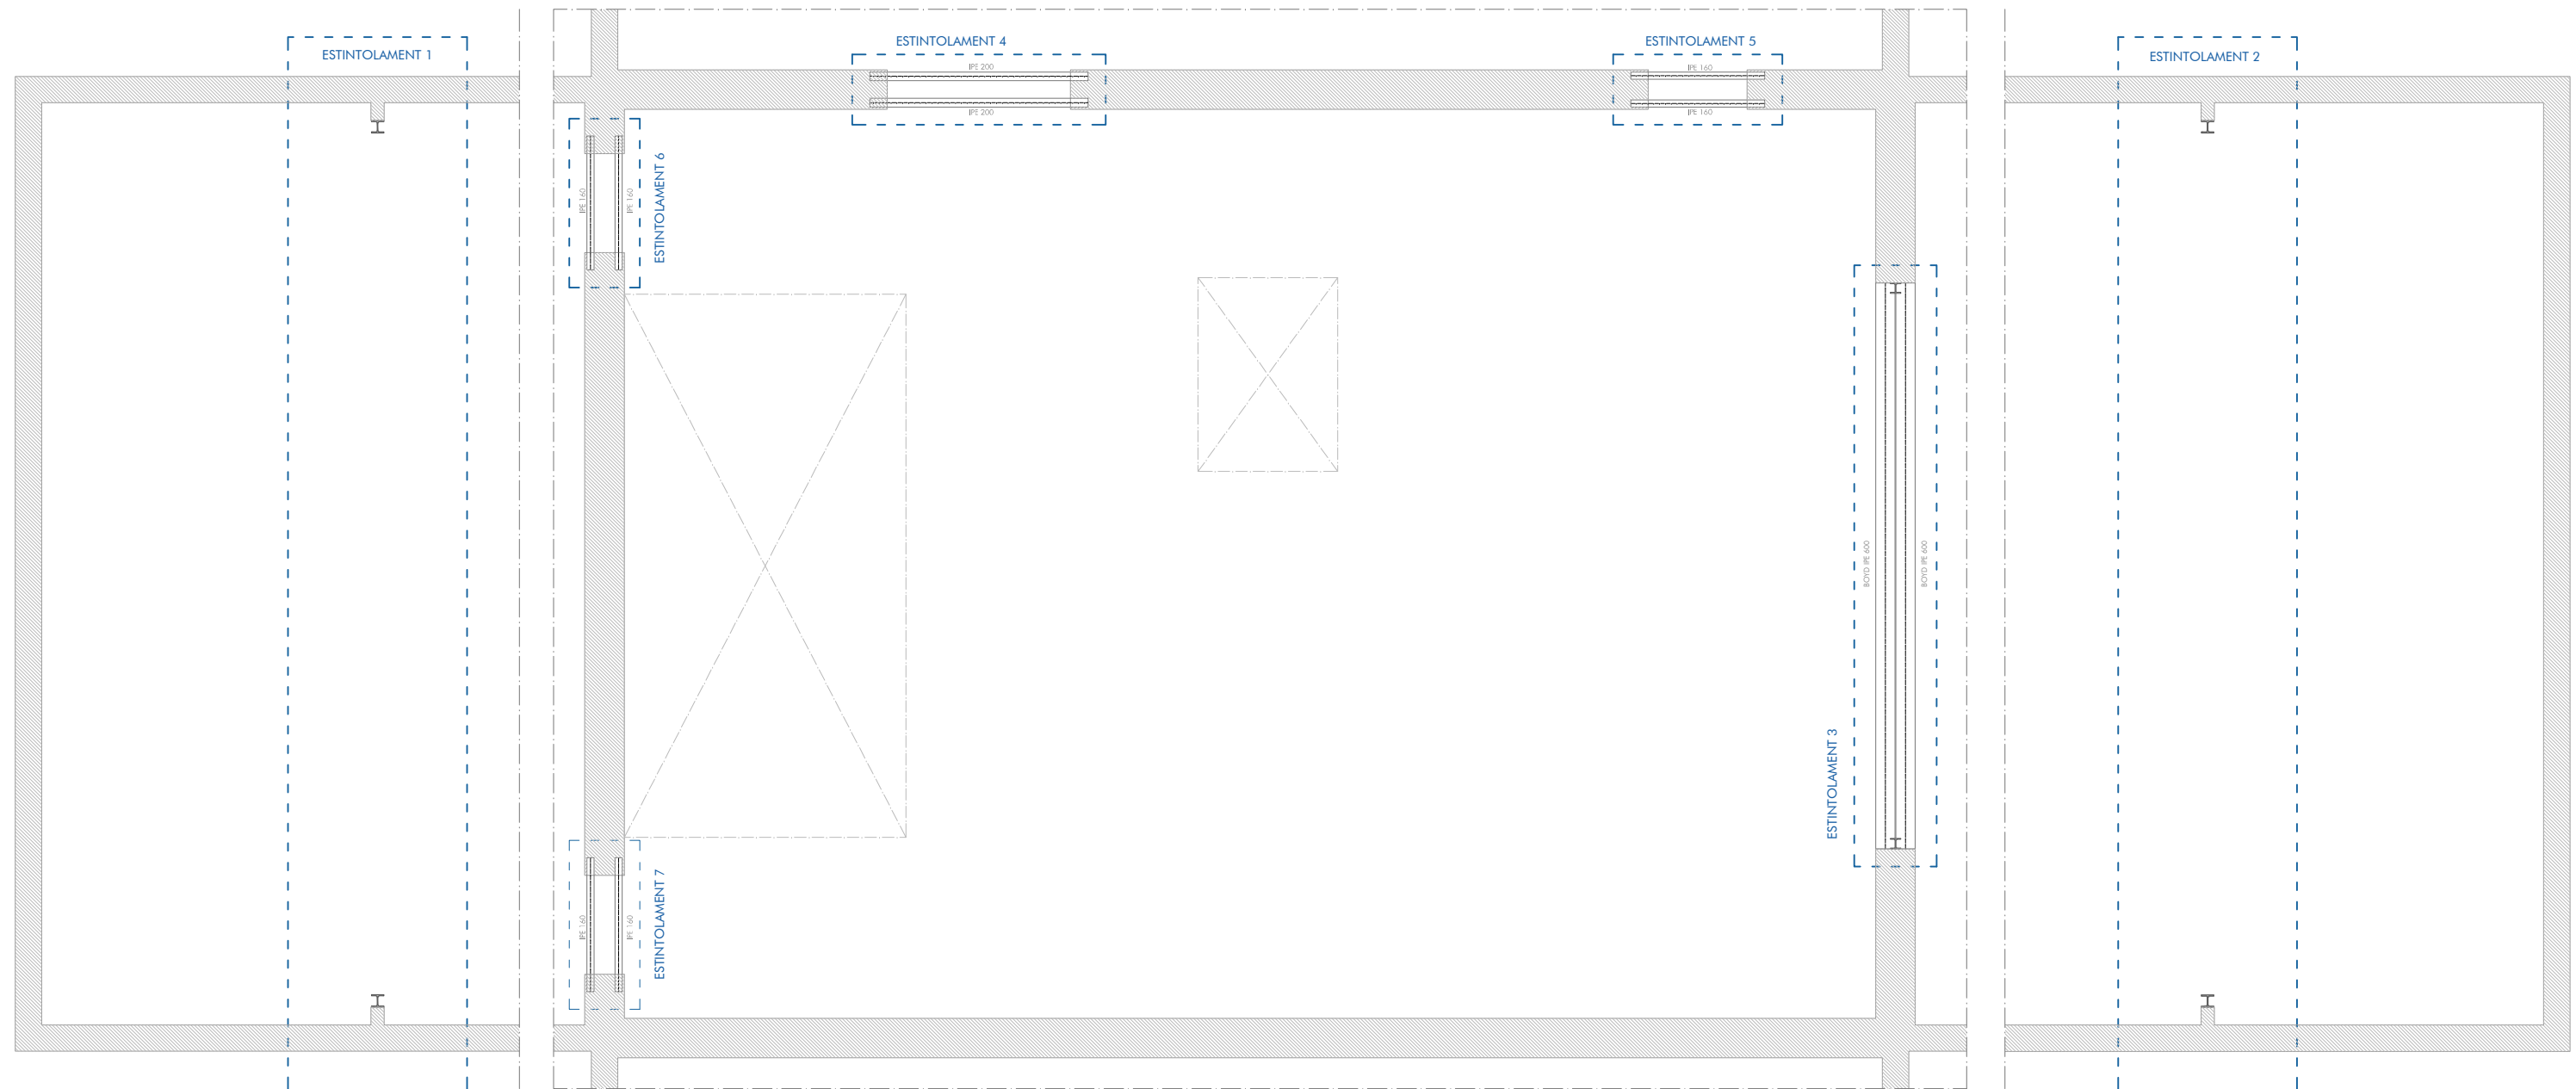 ESTINTOLAMENT 1
ESTINTOLAMENT 4
IPE 200
IPE 200
ESTINTOLAMENT 5
IPE 160
IPE 160
ESTINTOLAMENT 2
IPE 160
IPE 160
ESTINTOLAMENT 6
BOYD IPE 600
BOYD IPE 600
ESTINTOLAMENT 3
IPE 160
IPE 160
ESTINTOLAMENT 7